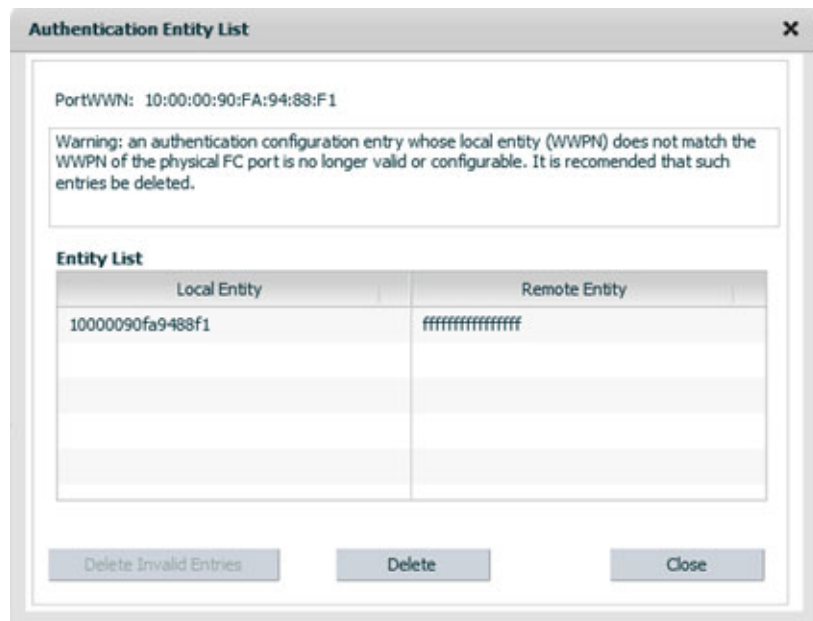 Authentication Entity List
PortWWN: 10:00:00:90:FA:94:88:F1
Warning: an authentication configuration entry whose local entity (WWPN) does not match the
WWPN of the physical FC port is no longer valid or configurable. It is recomended that such
entries be deleted.
Entity List
Local Entity Remote Entity
10000090fa9488f1 ffffffffffffffff
Delete Invalid Entries Delete Close